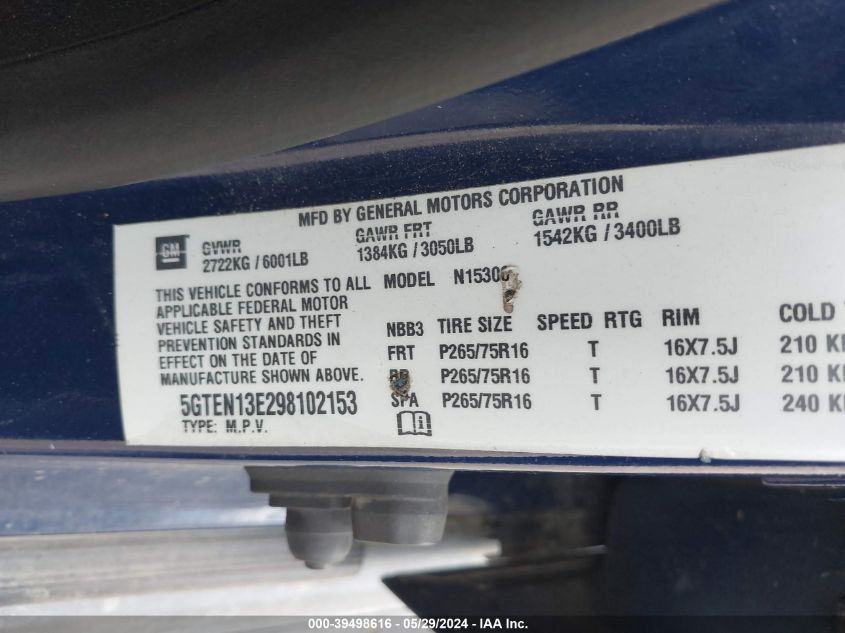 MFD BY GENERAL MOTORS CORPORATION
GM
GVWR GAWR FRT GAWR RR
2722KG / 6001LB 1384KG / 3050LB 1542KG / 3400LB
THIS VEHICLE CONFORMS TO ALL
APPLICABLE FEDERAL MOTOR
VEHICLE SAFETY AND THEFT
PREVENTION STANDARDS IN
EFFECT ON THE DATE OF
MANUFACTURE SHOWN ABOVE.
5GTEN13E298102153
TYPE: M.P.V.
MODEL
NBB3 TIRE SIZE SPEED RTG RIM COLD
FRT P265/75R16 T 16X7.5J 210
RR P265/75R16 T 16X7.5J 210
SPA P265/75R16 T 16X7.5J 240
000-39498616 - 05/29/2024 - IAA Inc.